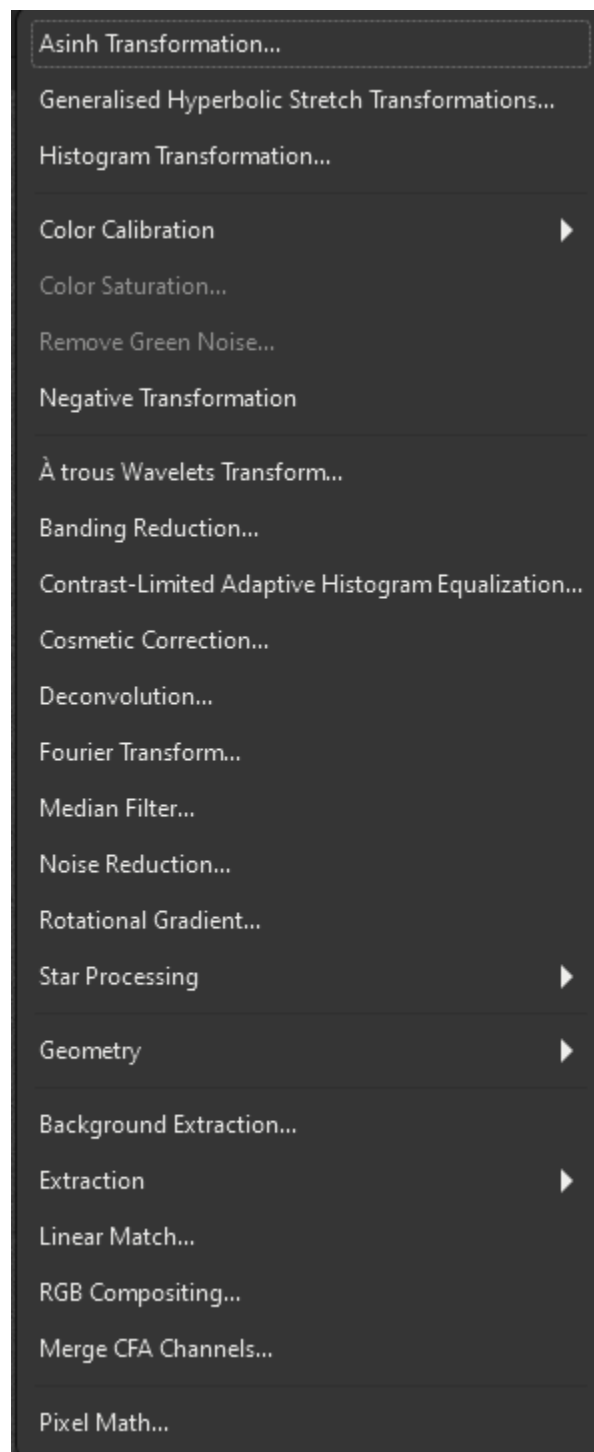 Asinh Transformation...
Generalised Hyperbolic Stretch Transformations...
Histogram Transformation...
Color Calibration
Color Saturation...
Remove Green Noise...
Negative Transformation
À trous Wavelets Transform...
Banding Reduction...
Contrast-Limited Adaptive Histogram Equalization...
Cosmetic Correction...
Deconvolution...
Fourier Transform...
Median Filter...
Noise Reduction...
Rotational Gradient...
Star Processing
Geometry
Background Extraction...
Extraction
Linear Match...
RGB Compositing...
Merge CFA Channels...
Pixel Math...